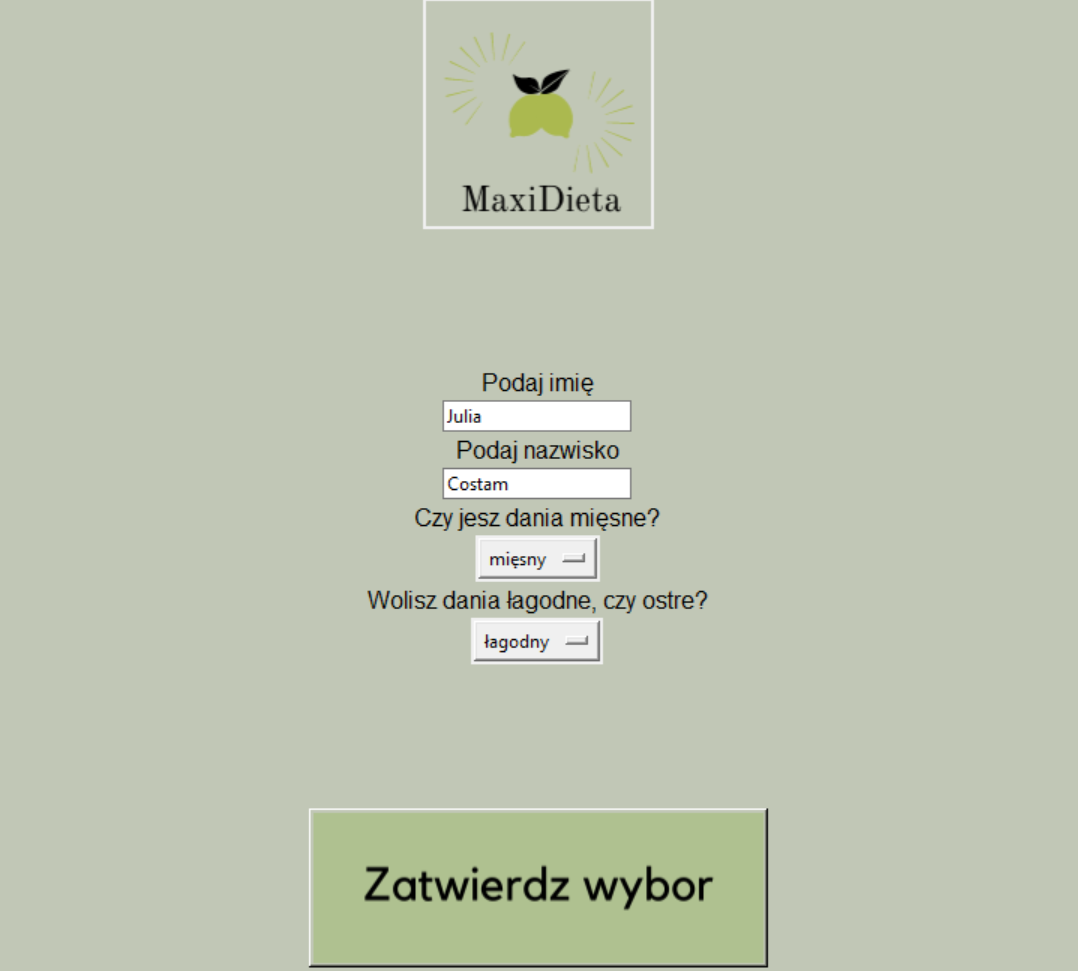 MaxiDieta
Podaj imię
Julia
Podaj nazwisko
Costam
Czy jesz dania mięsne?
mięsny
Wolisz dania łagodne, czy ostre?
łagodny
Zatwierdz wybor